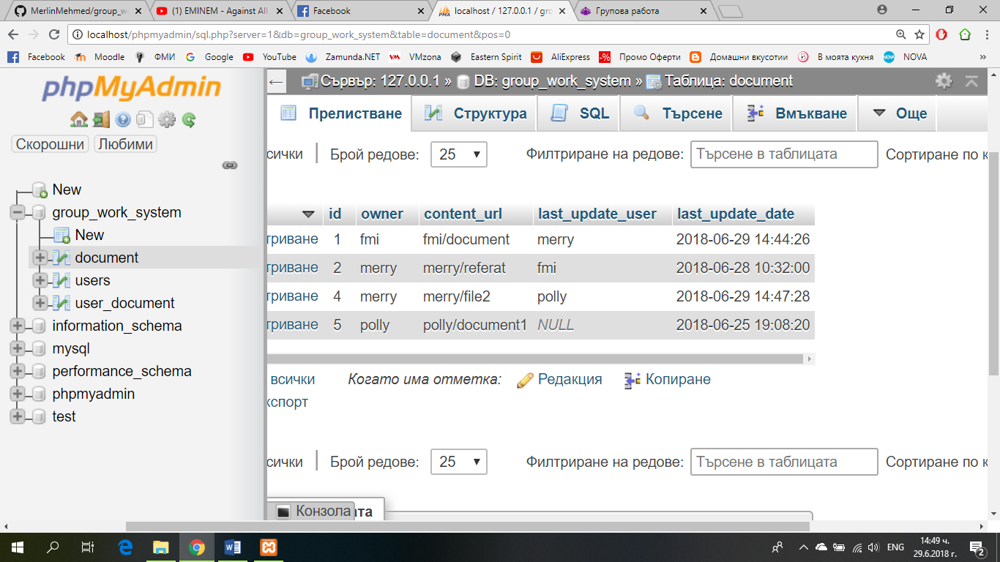 MerlinMehmed/group_w
(1) EMINEM - Against All
Facebook
localhost / 127.0.0.1 / gro
Групова работа
localhost/phpmyadmin/sql.php?server=1&db=group_work_system&table=document&pos=0
Facebook Moodle ФМИ Google YouTube Zamunda.NET VMzona Eastern Spirit AliExpress Промо Оферти Домашни вкусотии В моята кухня NOVA »
phpMyAdmin
Скорошни Любими
New
group_work_system
New
document
users
user_document
information_schema
mysql
performance_schema
phpmyadmin
test
Сървър: 127.0.0.1 » DB: group_work_system » Таблица: document
Прелистване Структура SQL Търсене Вмъкване Още
сички Брой редове: 25 Филтриране на редове: Търсене в таблицата Сортиране по к
id owner content_url last_update_user last_update_date
триване 1 fmi fmi/document merry 2018-06-29 14:44:26
триване 2 merry merry/referat fmi 2018-06-28 10:32:00
триване 4 merry merry/file2 polly 2018-06-29 14:47:28
триване 5 polly polly/document1 NULL 2018-06-25 19:08:20
всички Когато има отметка: Редакция Копиране
кспорт
сички Брой редове: 25 Филтриране на редове: Търсене в таблицата Сортиране по к
Конзола ата
ENG
14:49 ч.
29.6.2018 г.
2